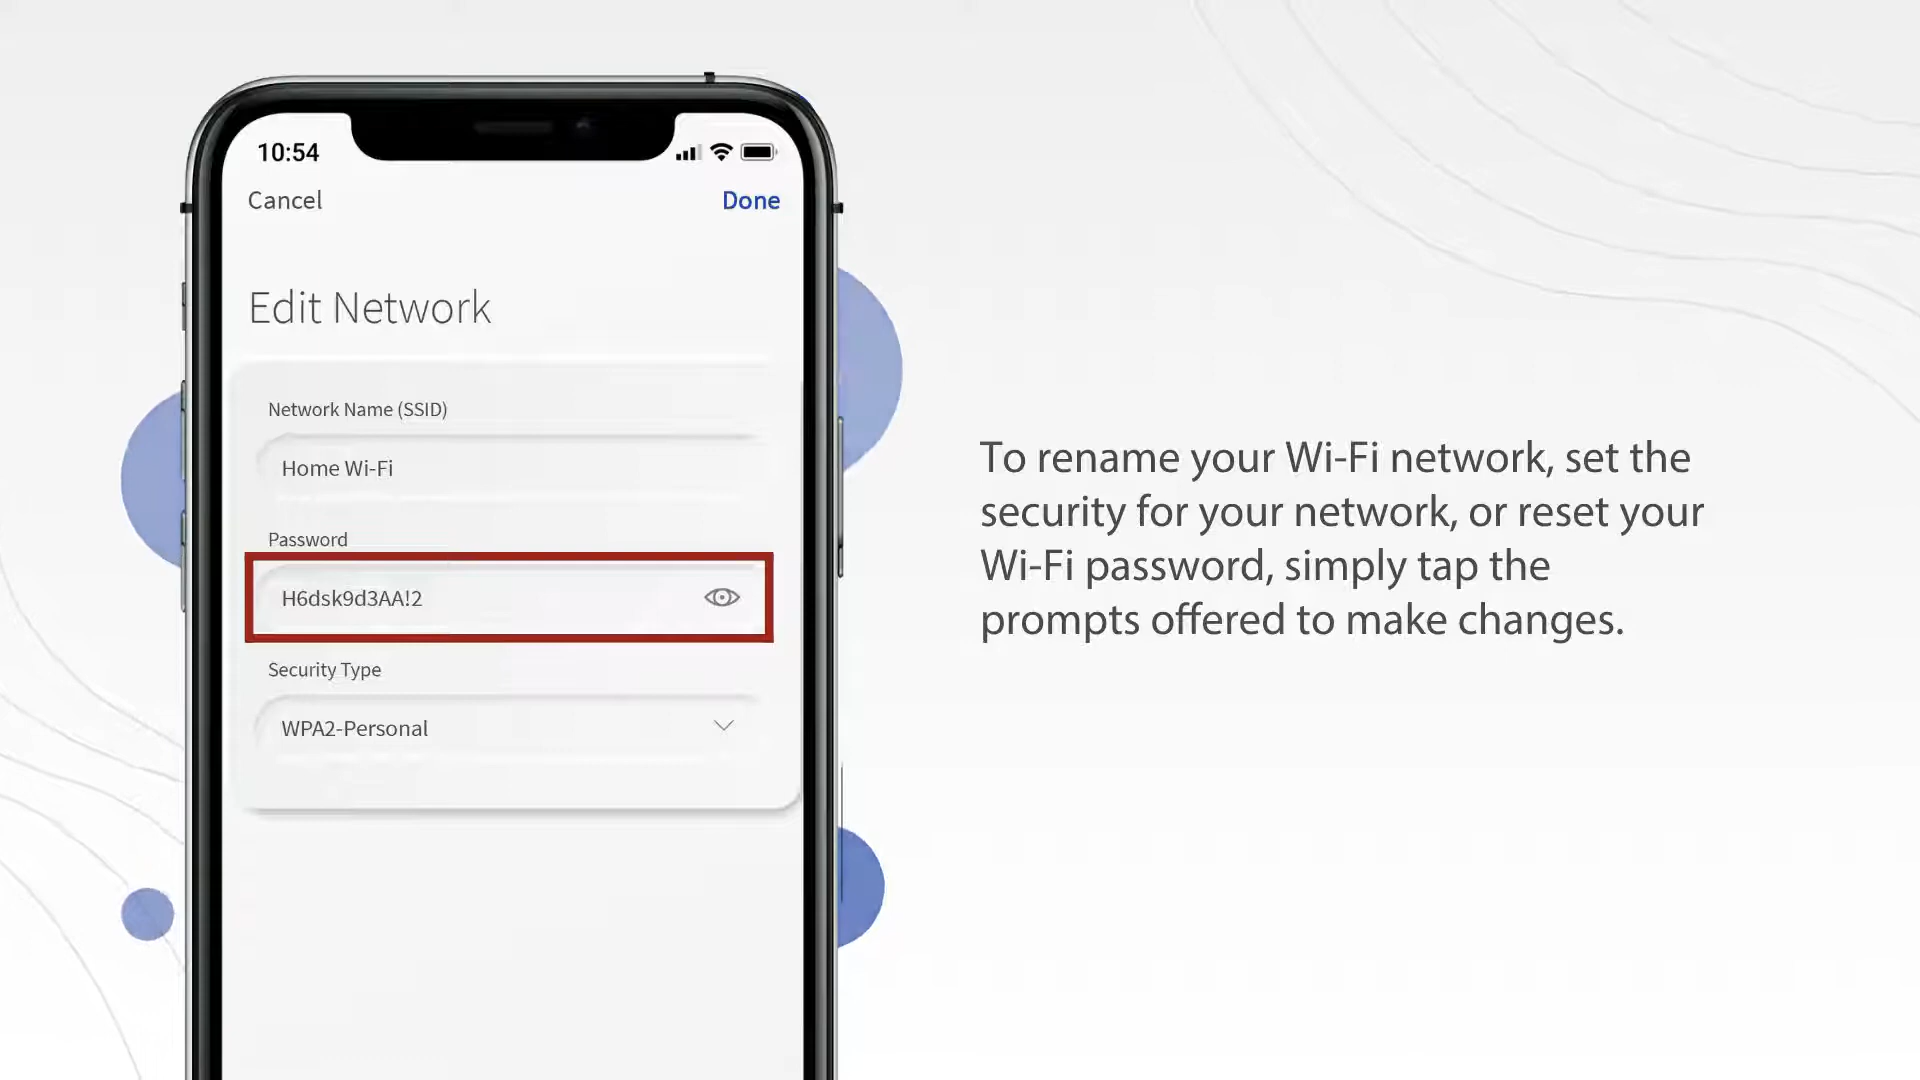 10:54
Cancel
Done
Edit Network
Network Name (SSID)
Home Wi-Fi
Password
H6dsk9d3AA!2
Security Type
WPA2-Personal
To rename your Wi-Fi network, set the
security for your network, or reset your
Wi-Fi password, simply tap the
prompts offered to make changes.